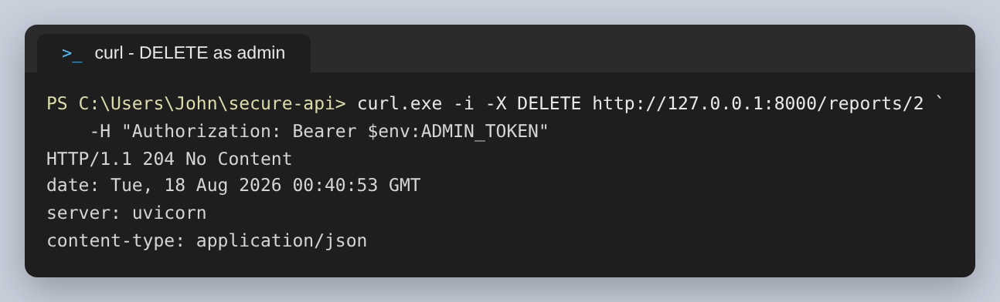 >_ curl - DELETE as admin
PS C:\Users\John\secure-api> curl.exe -i -X DELETE http://127.0.0.1:8000/reports/2 `
    -H "Authorization: Bearer $env:ADMIN_TOKEN"
HTTP/1.1 204 No Content
date: Tue, 18 Aug 2026 00:40:53 GMT
server: uvicorn
content-type: application/json